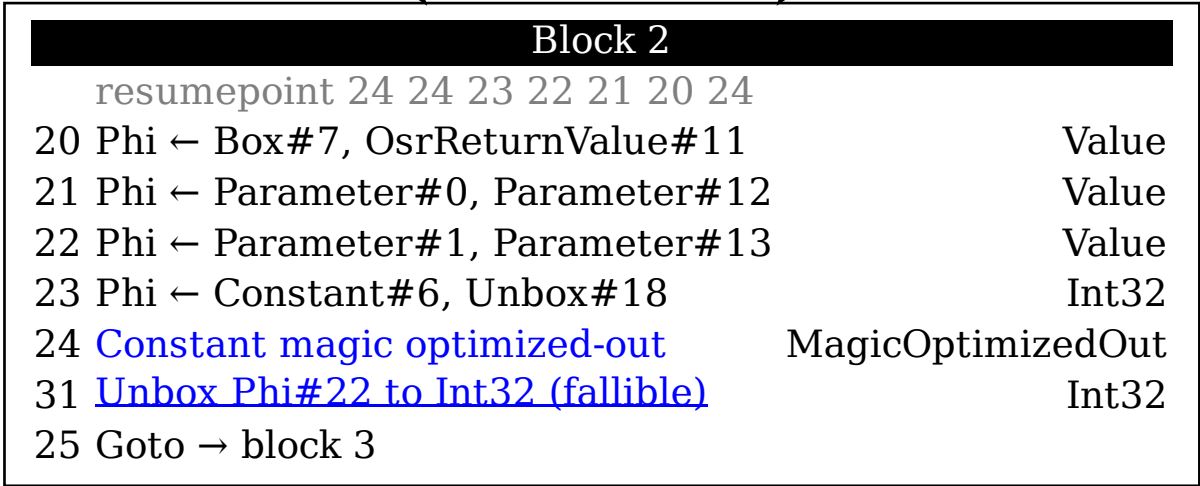 Block 2
resumepoint 24 24 23 22 21 20 24
20 Phi ← Box#7, OsrReturnValue#11 Value
21 Phi ← Parameter#0, Parameter#12 Value
22 Phi ← Parameter#1, Parameter#13 Value
23 Phi ← Constant#6, Unbox#18 Int32
24 Constant magic optimized-out MagicOptimizedOut
31 Unbox Phi#22 to Int32 (fallible) Int32
25 Goto → block 3